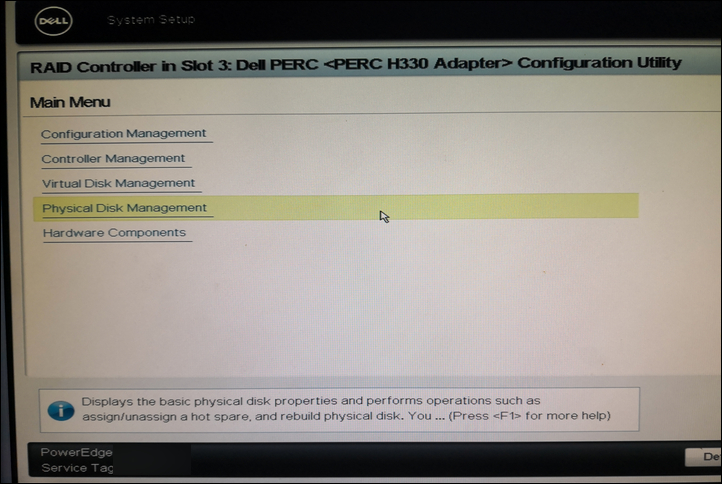 DELL
System Setup
RAID Controller in Slot 3: Dell PERC <PERC H330 Adapter> Configuration Utility
Main Menu
Configuration Management
Controller Management
Virtual Disk Management
Physical Disk Management
Hardware Components
Displays the basic physical disk properties and performs operations such as
assign/unassign a hot spare, and rebuild physical disk. You ... (Press <F1> for more help)
PowerEdge
Service Tag